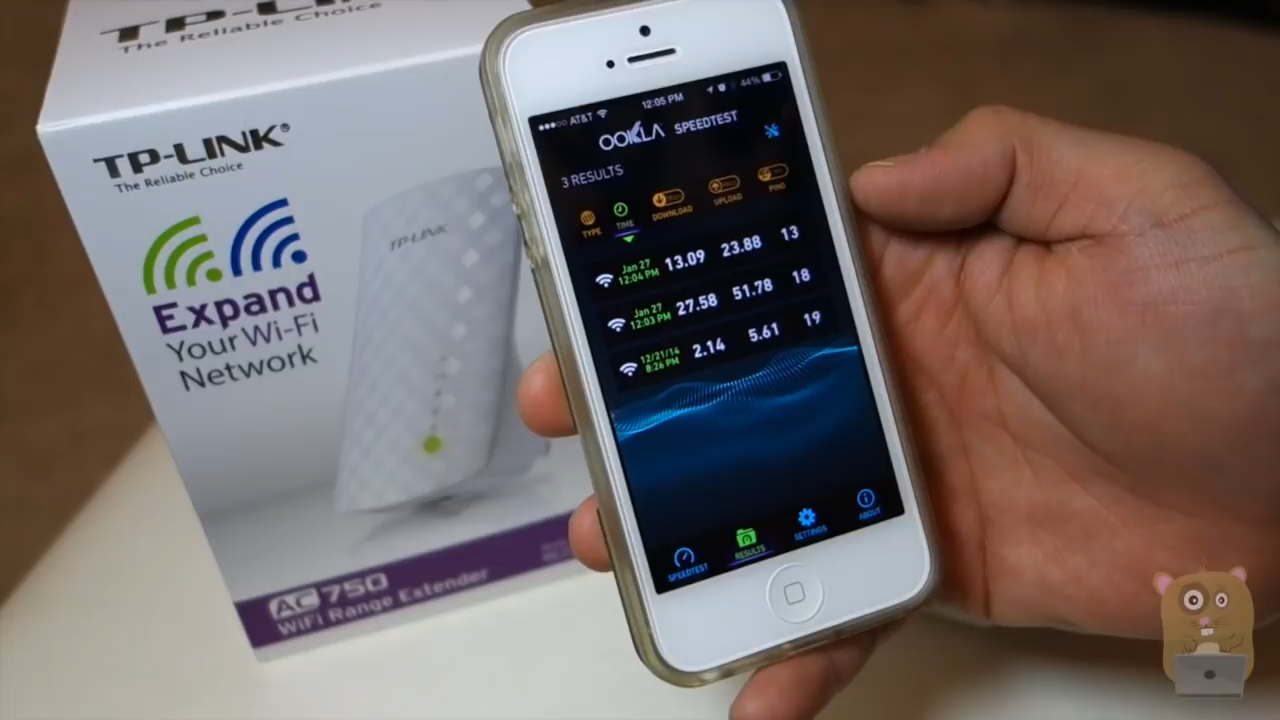 TP-LINK
The Reliable Choice
TP-LINK®
The Reliable Choice
Expand
Your Wi-Fi
Network
TP-LINK
AC750
WiFi Range Extender
AT&T 12:05 PM 44%
OOKLA SPEEDTEST
3 RESULTS
TYPE TIME DOWNLOAD UPLOAD PING
Jan 27
12:04 PM 13.09 23.88 13
Jan 27
12:03 PM 27.58 51.78 18
12/21/14
8:26 PM 2.14 5.61 19
SPEEDTEST RESULTS SETTINGS ABOUT